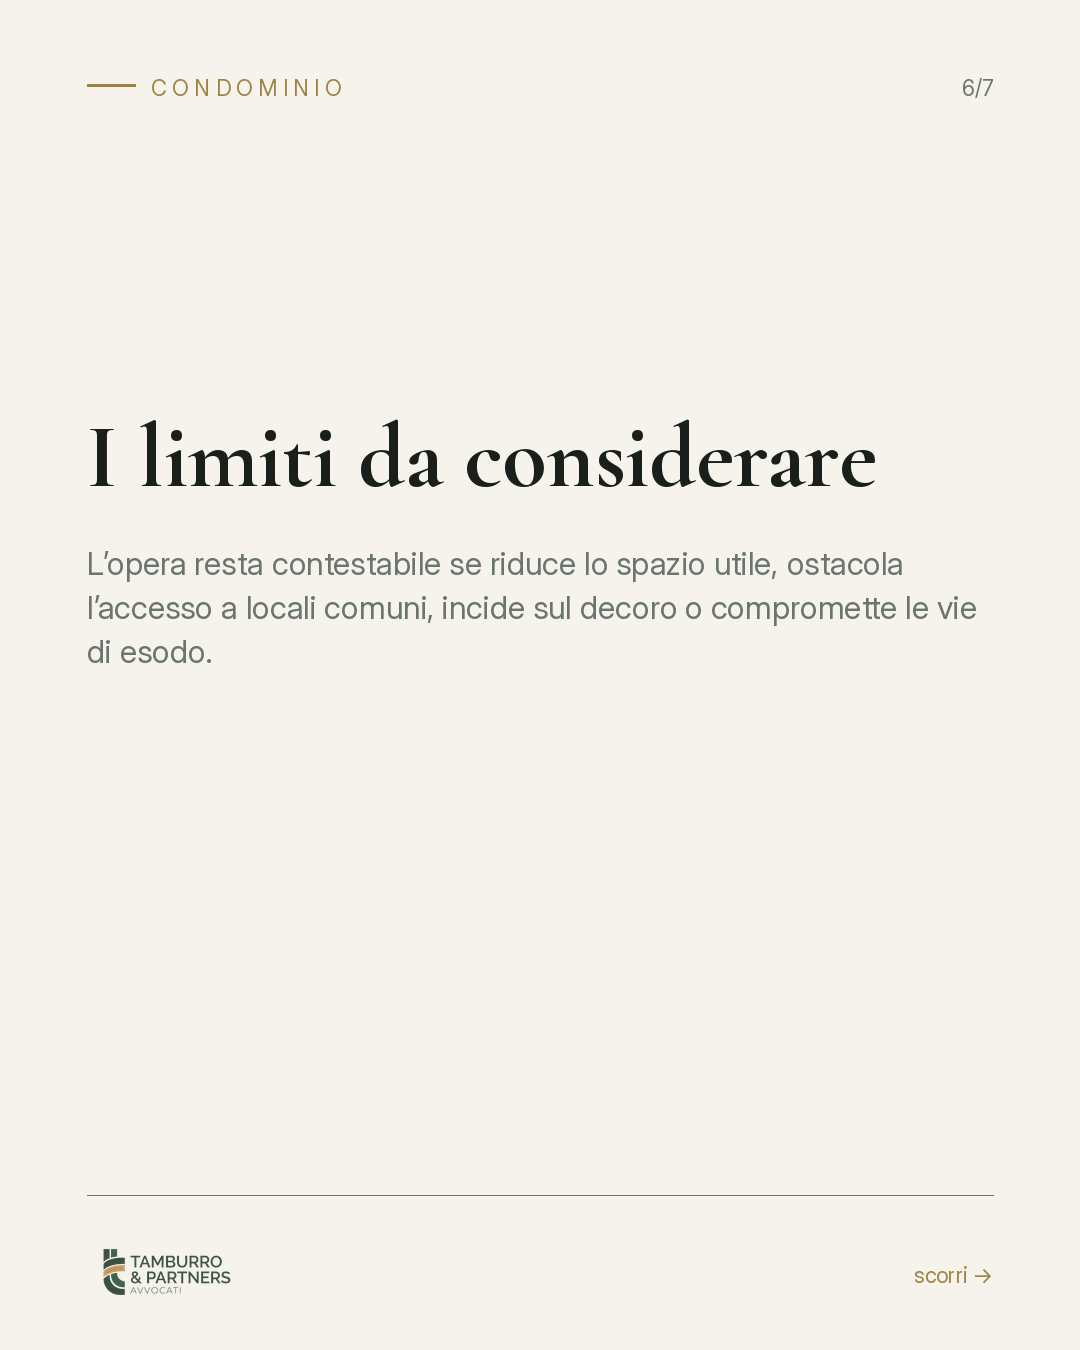 CONDOMINIO
6/7
I limiti da considerare
L’opera resta contestabile se riduce lo spazio utile, ostacola
l’accesso a locali comuni, incide sul decoro o compromette le vie
di esodo.
TAMBURRO
& PARTNERS
AVVOCATI
scorri →